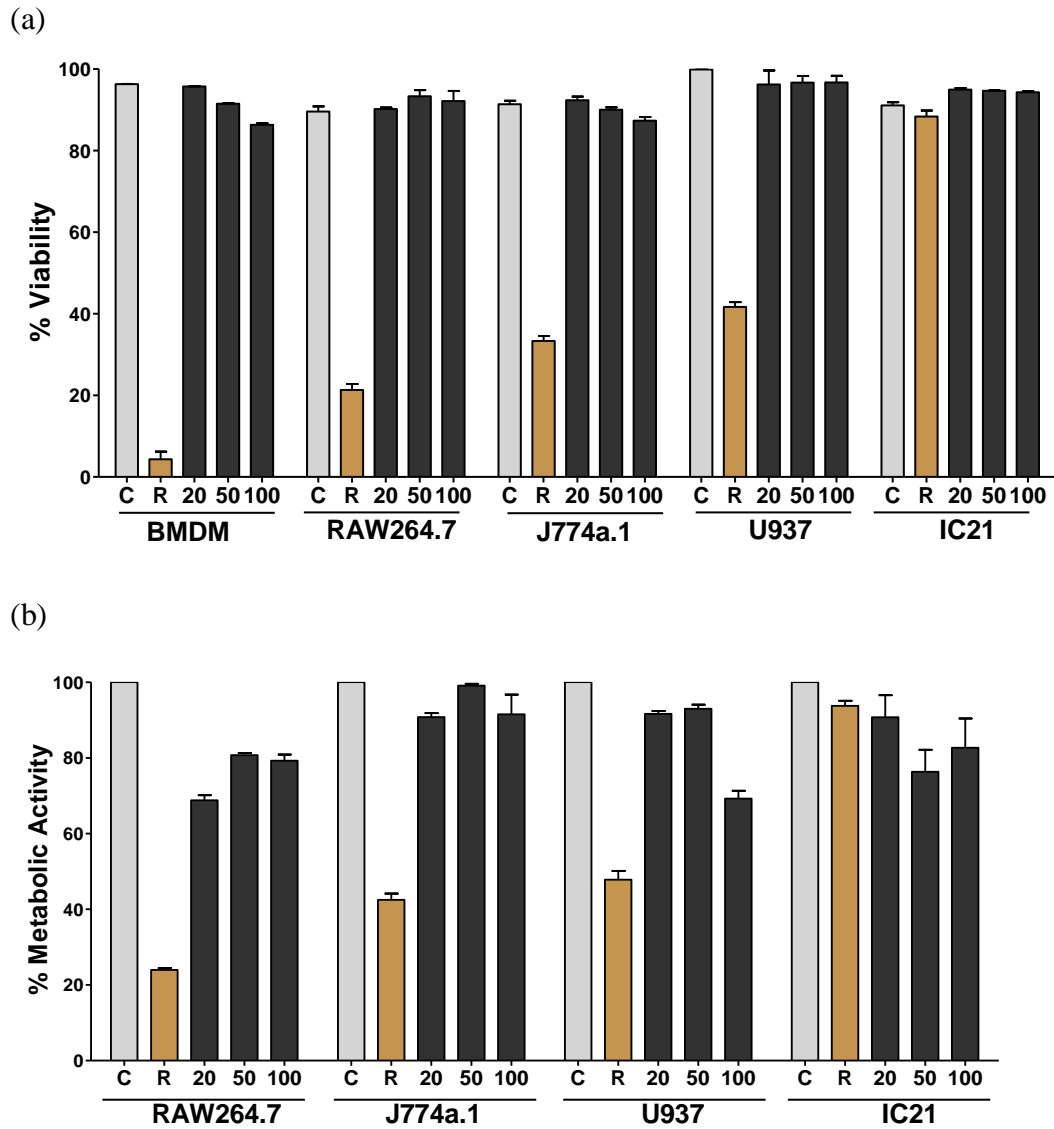 (a)
% Viability
100
80
60
40
20
0
C R 20 50 100 C R 20 50 100 C R 20 50 100 C R 20 50 100 C R 20 50 100
BMDM RAW264.7 J774a.1 U937 IC21
(b)
% Metabolic Activity
100
80
60
40
20
0
C R 20 50 100 C R 20 50 100 C R 20 50 100 C R 20 50 100
RAW264.7 J774a.1 U937 IC21